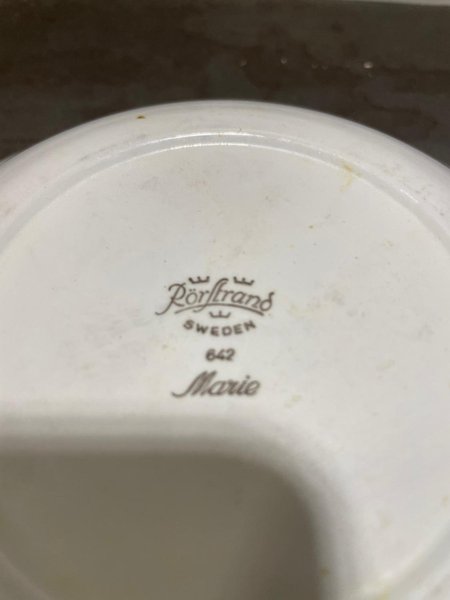 Rörstrand
SWEDEN
642
Marie